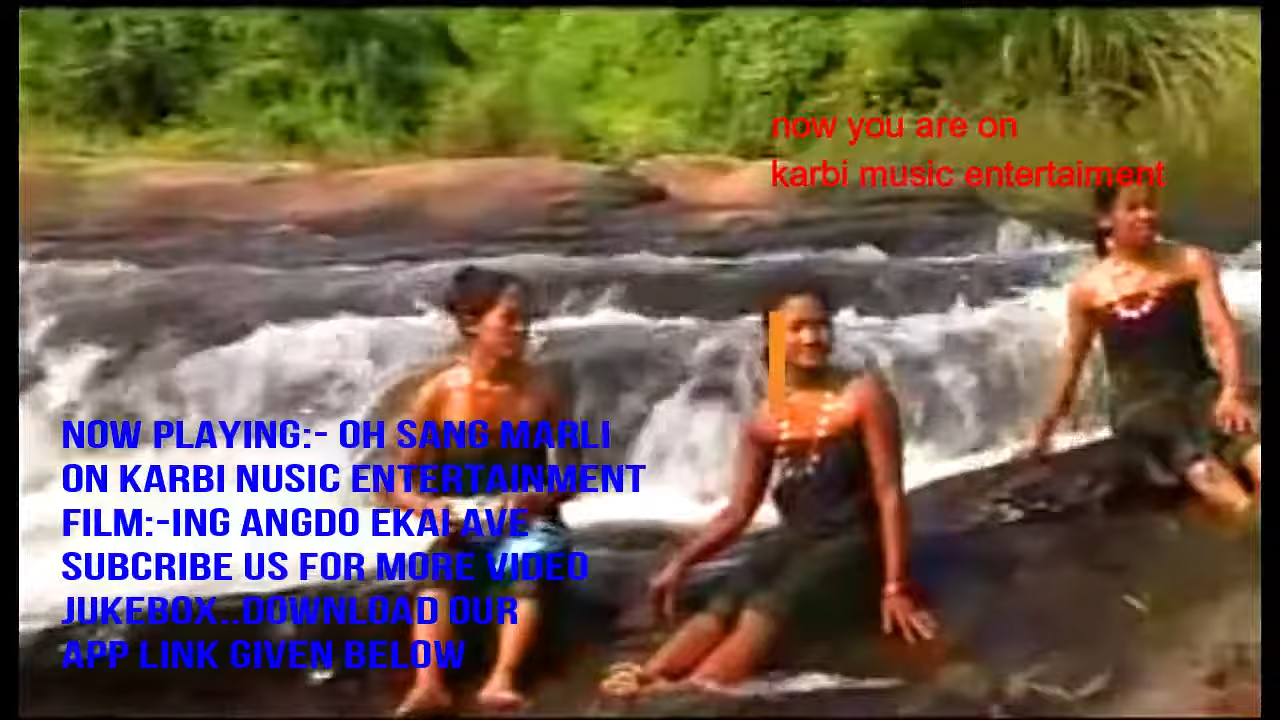 now you are on
karbi music entertaiment
NOW PLAYING:- OH SANG MARLI
ON KARBI NUSIC ENTERTAINMENT
FILM:-ING ANGDO EKAI AVE
SUBCRIBE US FOR MORE VIDEO
JUKEBOX..DOWNLOAD OUR
APP LINK GIVEN BELOW